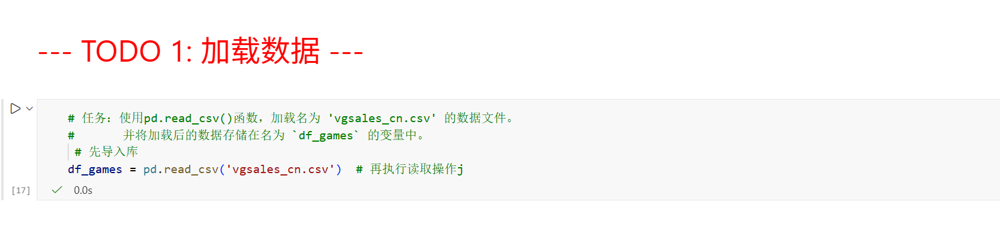 --- TODO 1: 加载数据 ---
# 任务：使用pd.read_csv()函数，加载名为 'vgsales_cn.csv' 的数据文件。
#       并将加载后的数据存储在名为 `df_games` 的变量中。
# 先导入库
df_games = pd.read_csv('vgsales_cn.csv')  # 再执行读取操作j
[17] 0.0s